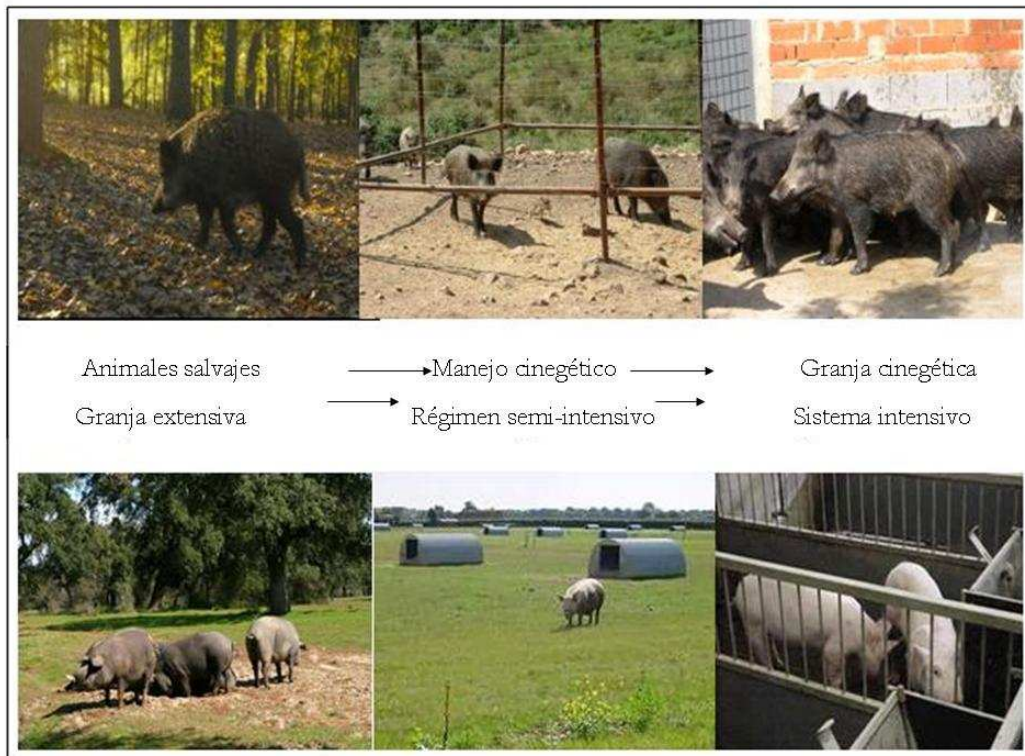 Animales salvajes → Manejo cinegético → Granja cinegética
Granja extensiva → Régimen semi-intensivo → Sistema intensivo